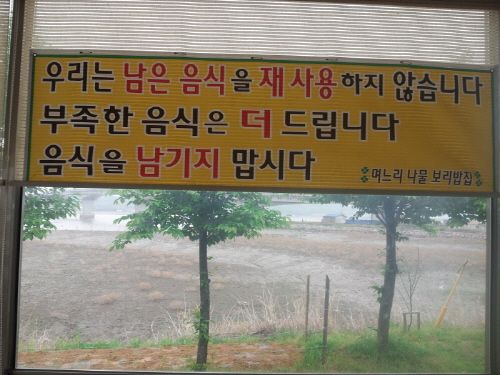 우리는 남은 음식을 재사용하지 않습니다
부족한 음식은 더 드립니다
음식을 남기지 맙시다
며느리 나물 보리밥집